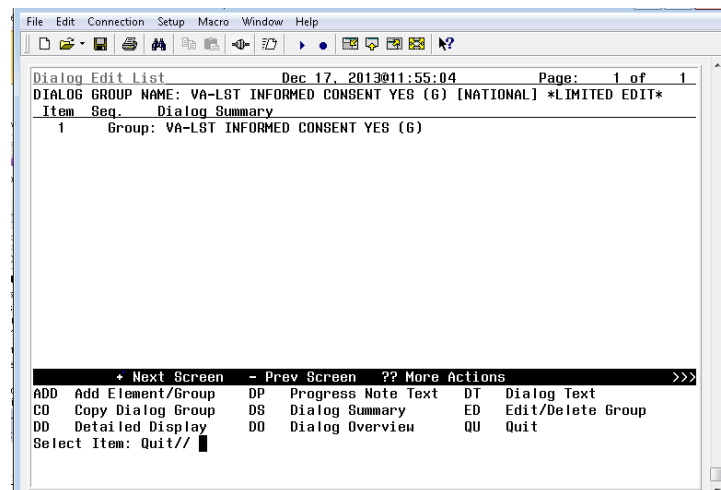 File Edit Connection Setup Macro Window Help
Dialog Edit List Dec 17, 2013@11:55:04 Page: 1 of 1
DIALOG GROUP NAME: VA-LST INFORMED CONSENT YES (G) [NATIONAL] *LIMITED EDIT*
Item Seq. Dialog Summary
1 Group: VA-LST INFORMED CONSENT YES (G)
+ Next Screen - Prev Screen ?? More Actions >>>
ADD Add Element/Group DP Progress Note Text DT Dialog Text
CO Copy Dialog Group DS Dialog Summary ED Edit/Delete Group
DD Detailed Display DO Dialog Overview QU Quit
Select Item: Quit//